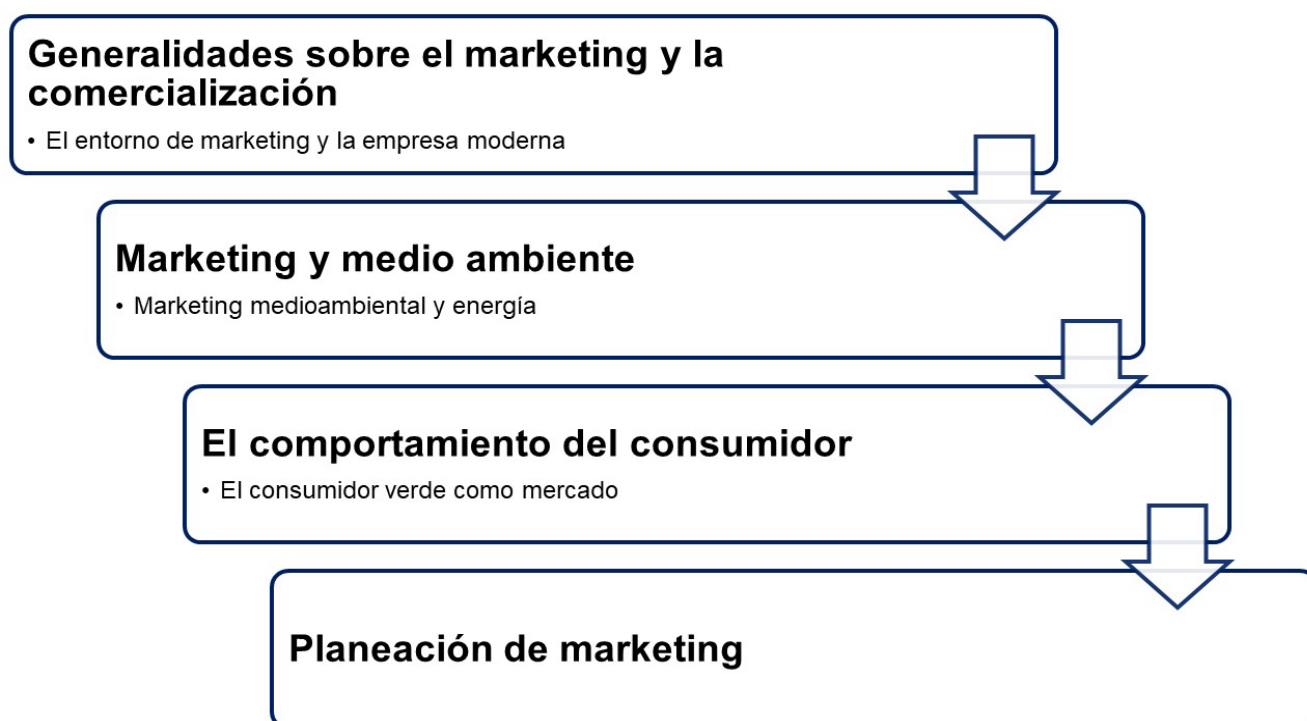 Generalidades sobre el marketing y la
comercialización
• El entorno de marketing y la empresa moderna
Marketing y medio ambiente
• Marketing medioambiental y energía
El comportamiento del consumidor
• El consumidor verde como mercado
Planeación de marketing